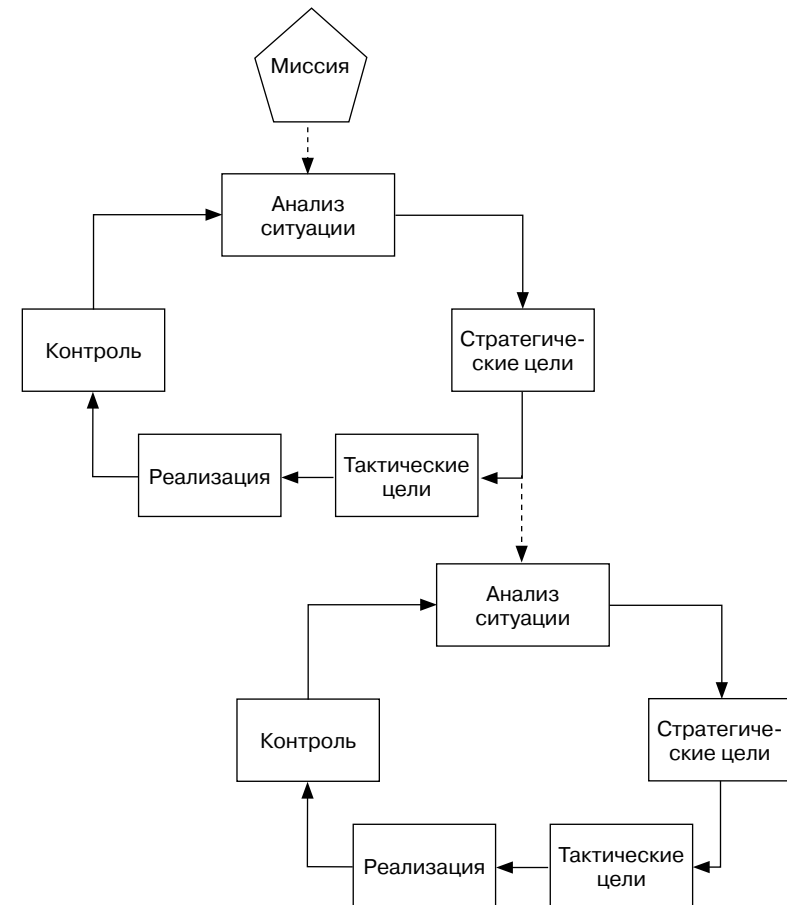 Миссия
Анализ
ситуации
Контроль
Стратегиче-
ские цели
Реализация
Тактические
цели
Анализ
ситуации
Контроль
Стратегиче-
ские цели
Реализация
Тактические
цели